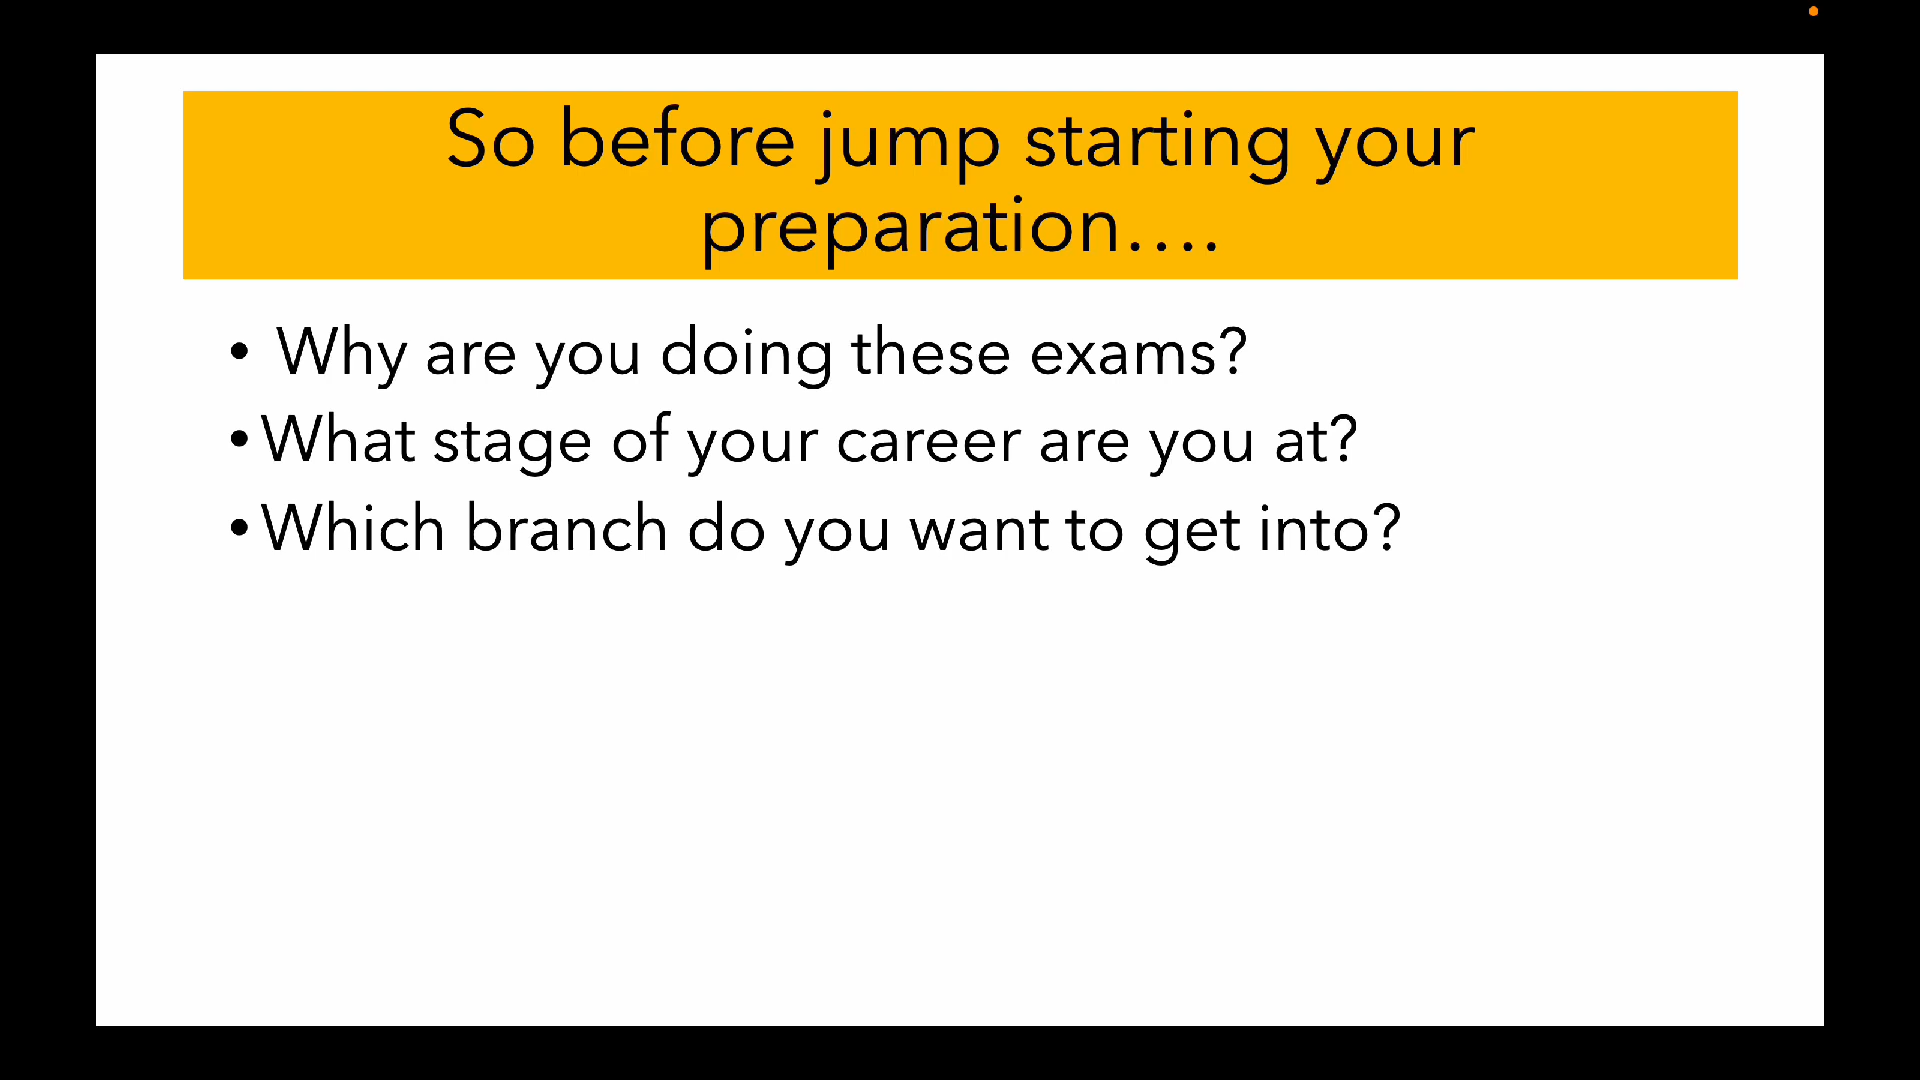 So before jump starting your
preparation....
• Why are you doing these exams?
• What stage of your career are you at?
• Which branch do you want to get into?